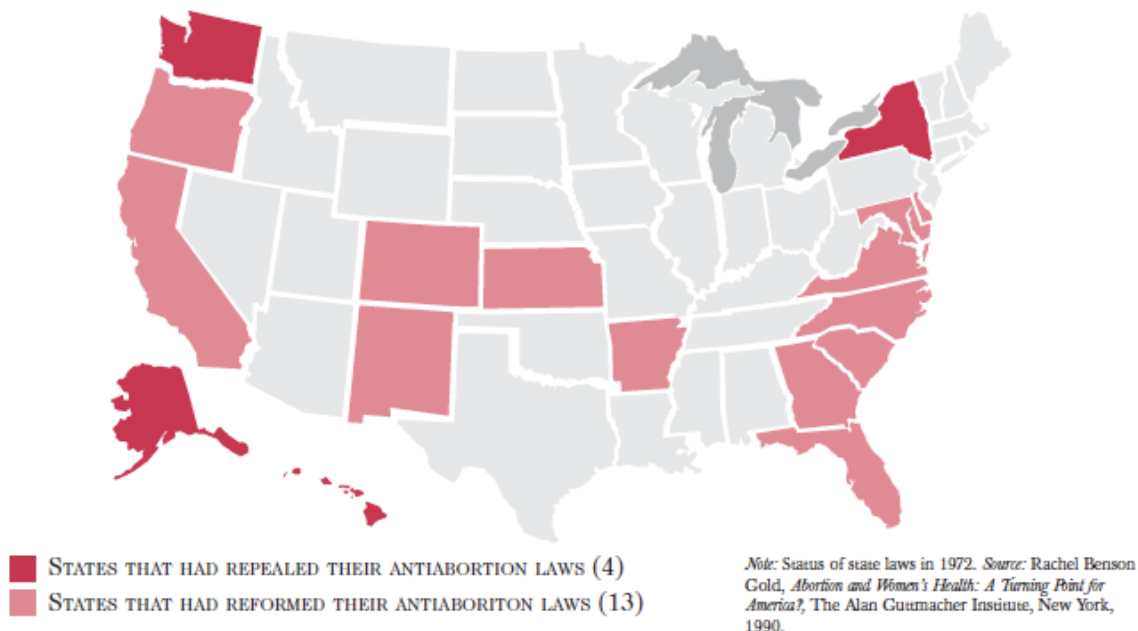 States that had repealed their antiabortion laws (4)
States that had reformed their antiaboriton laws (13)
Note: Status of state laws in 1972. Source: Rachel Benson
Gold, Abortion and Women's Health: A Turning Point for
America?, The Alan Guttmacher Institute, New York,
1990.